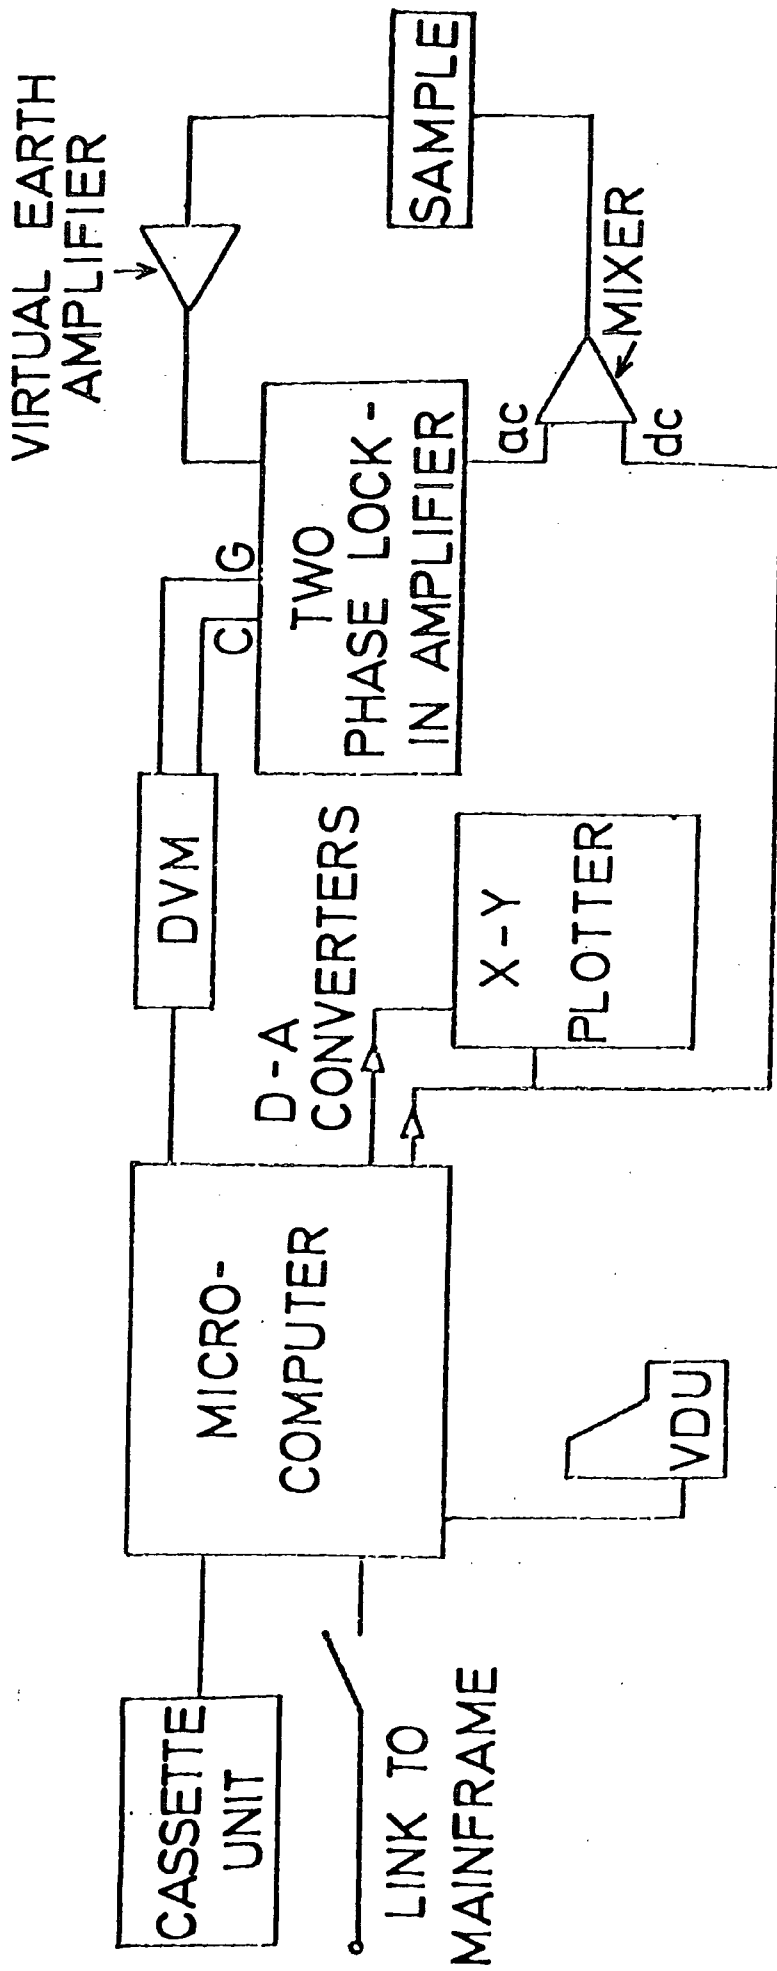 CASSETTE
UNIT
LINK TO
MAINFRAME
MICRO-
COMPUTER
VDU
D-A
CONVERTERS
X-Y
PLOTTER
DVM
C
G
TWO
PHASE LOCK-
IN AMPLIFIER
ac
dc
MIXER
SAMPLE
VIRTUAL EARTH
AMPLIFIER